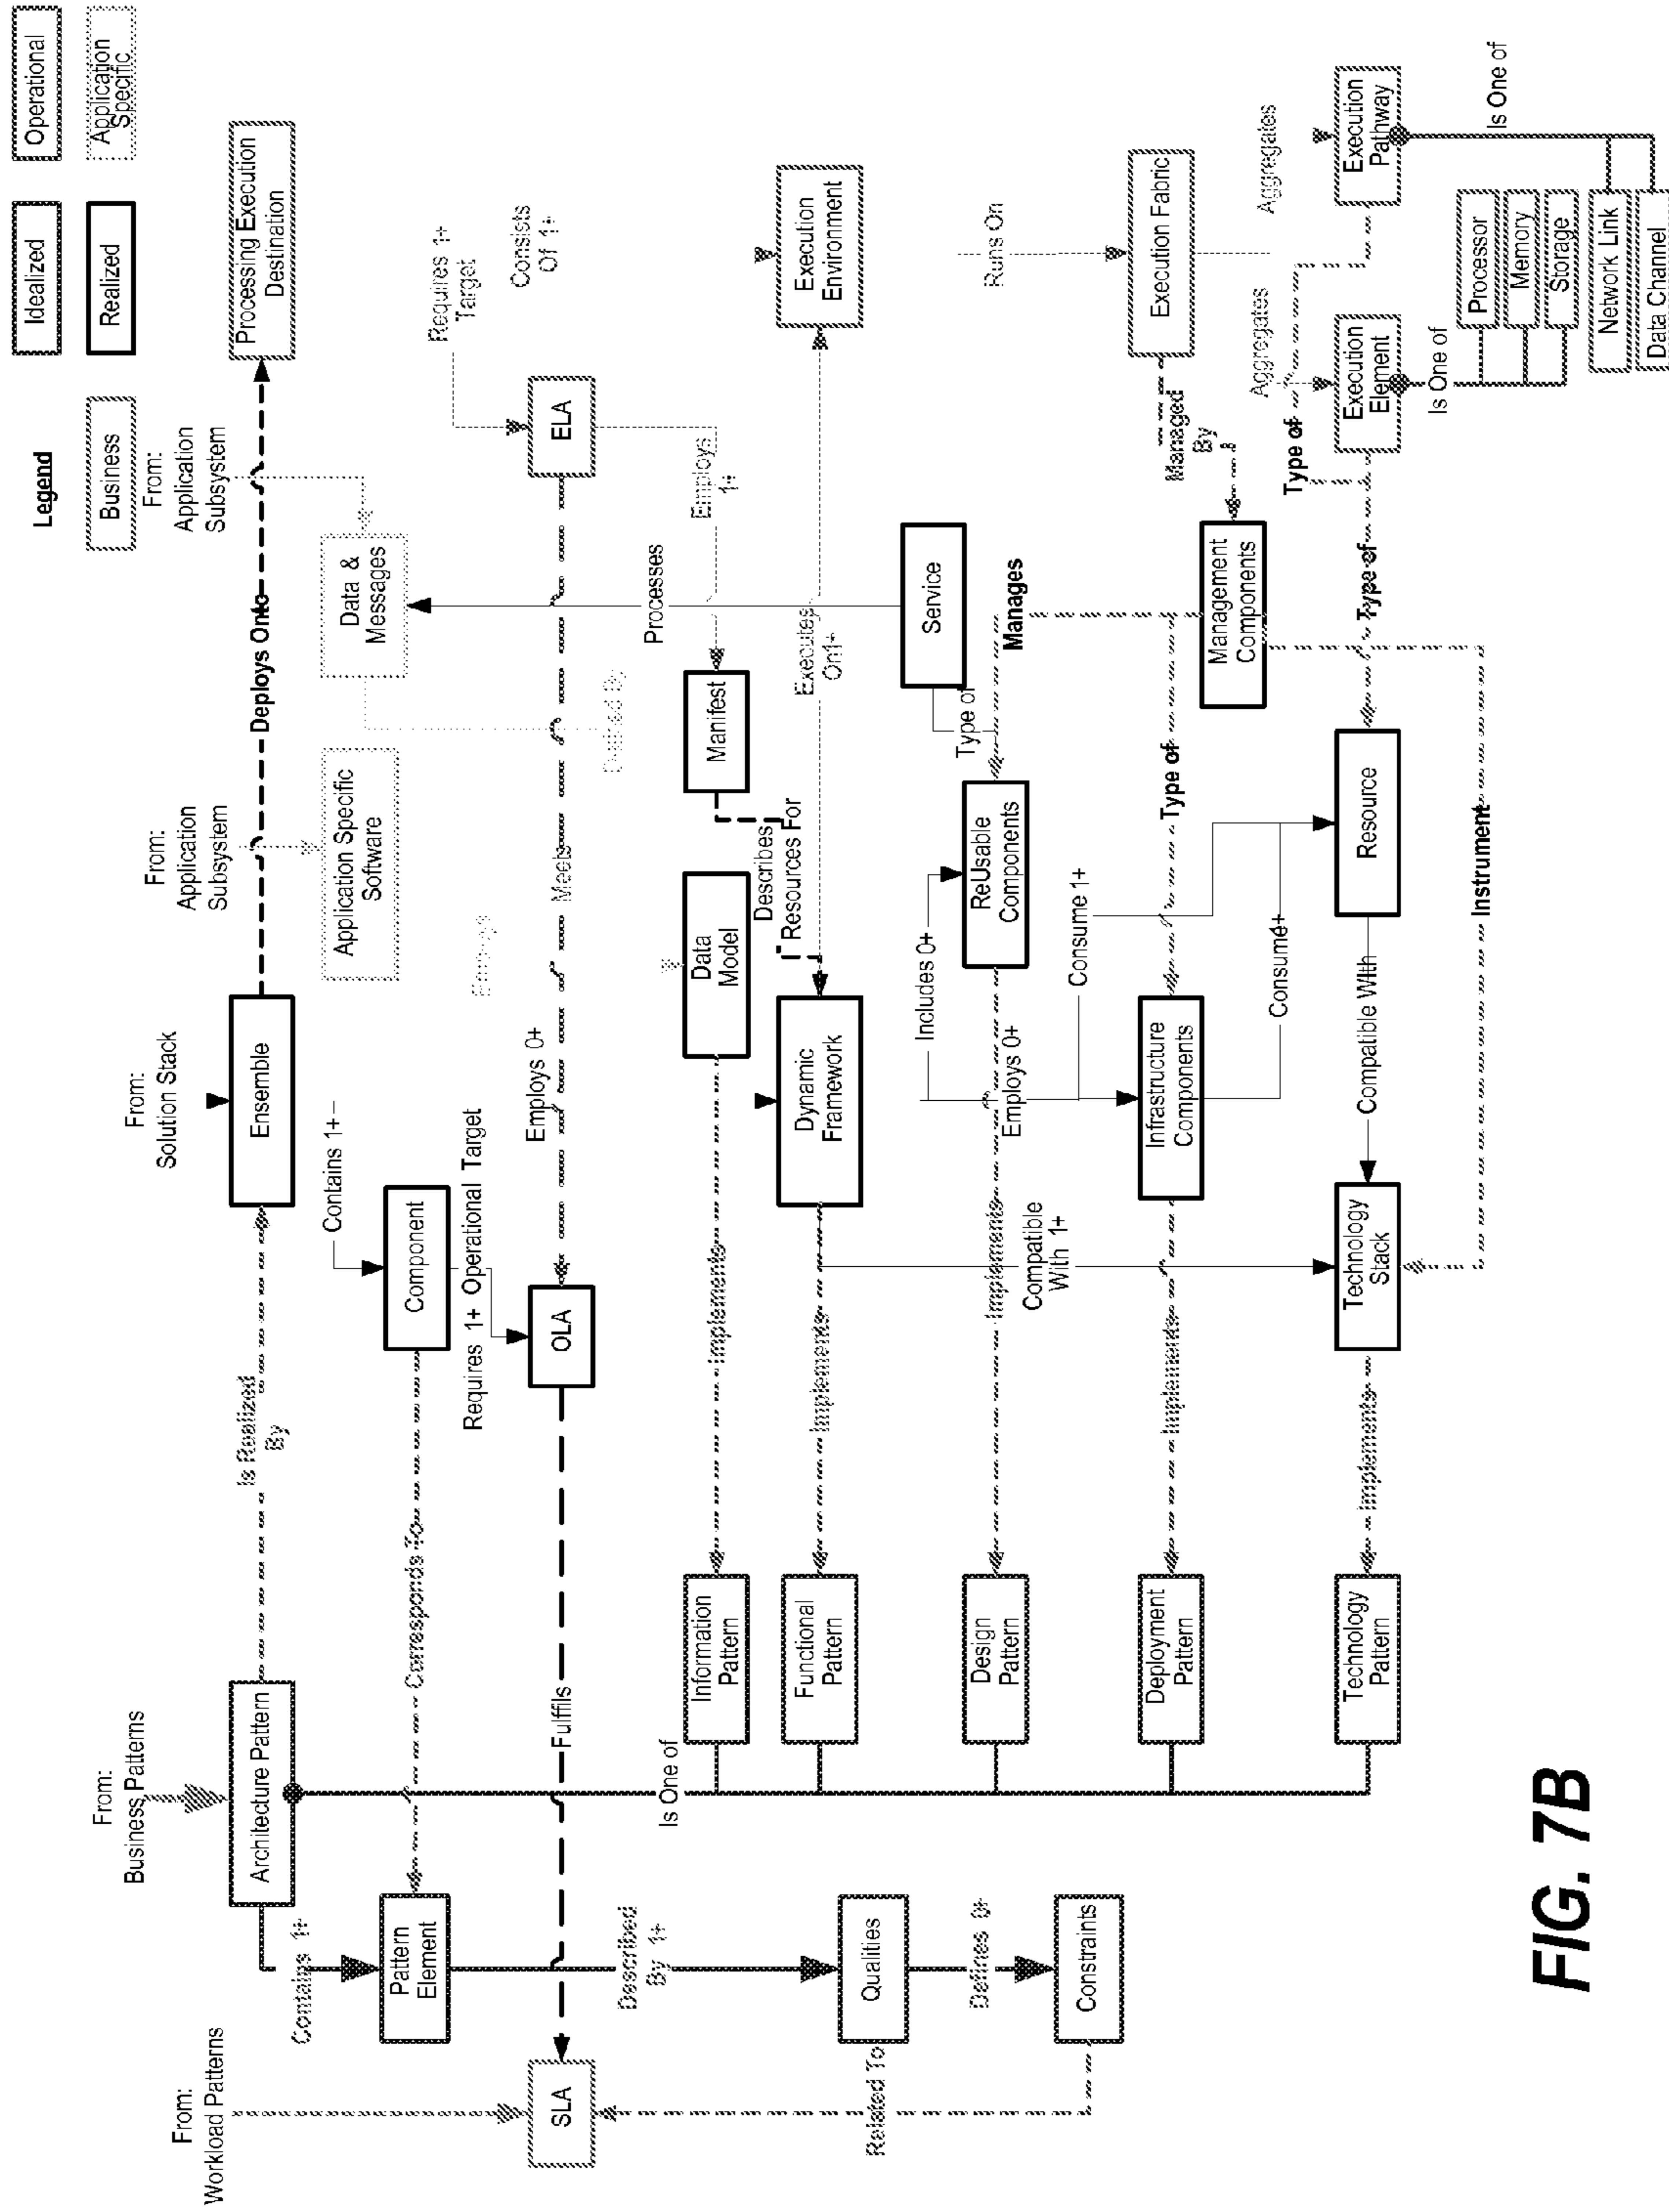 Legend
Idealized
Operational
Business
Realized
Application
Specific
From:
Workload Patterns
From:
Business Patterns
From:
Solution Stack
From:
Application
Subsystem
From:
Application
Subsystem
Architecture Pattern
Is Realized
By
Ensemble
Deploys Onto
Processing Execution
Destination
Contains 1+
Contains 1+
Application Specific
Software
Data &
Messages
Pattern
Element
Corresponds To
Component
Requires 1+ Operational Target
Requires 1+
Target
Consists
Of 1+
SLA
Fulfils
OLA
Employs 0+
Meets
ELA
Described
By 1+
Is One of
Processes
Employs
1+
Information
Pattern
Implements
Data
Model
Manifest
Describes
Resources For
Functional
Pattern
Implements
Dynamic
Framework
Executes
On1+
Execution
Environment
Qualities
Related To
Defines 0+
Includes 0+
Service
Type of
Design
Pattern
Implements
Employs 0+
ReUsable
Components
Manages
Runs On
Compatible
With 1+
Consume 1+
Constraints
Deployment
Pattern
Implements
Infrastructure
Components
Type of
Management
Components
Managed
By
Execution Fabric
Consume+
Aggregates
Aggregates
Type of
Technology
Pattern
Implements
Technology
Stack
Compatible WIth
Resource
Type of
Execution
Element
Execution
Pathway
Is One of
Is One of
Instrument
Processor
Memory
Storage
Network Link
Data Channel
FIG. 7B